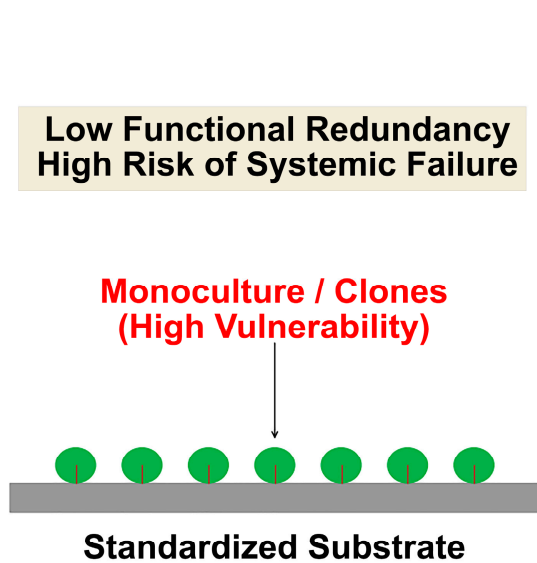 Low Functional Redundancy
High Risk of Systemic Failure
Monoculture / Clones
(High Vulnerability)
Standardized Substrate